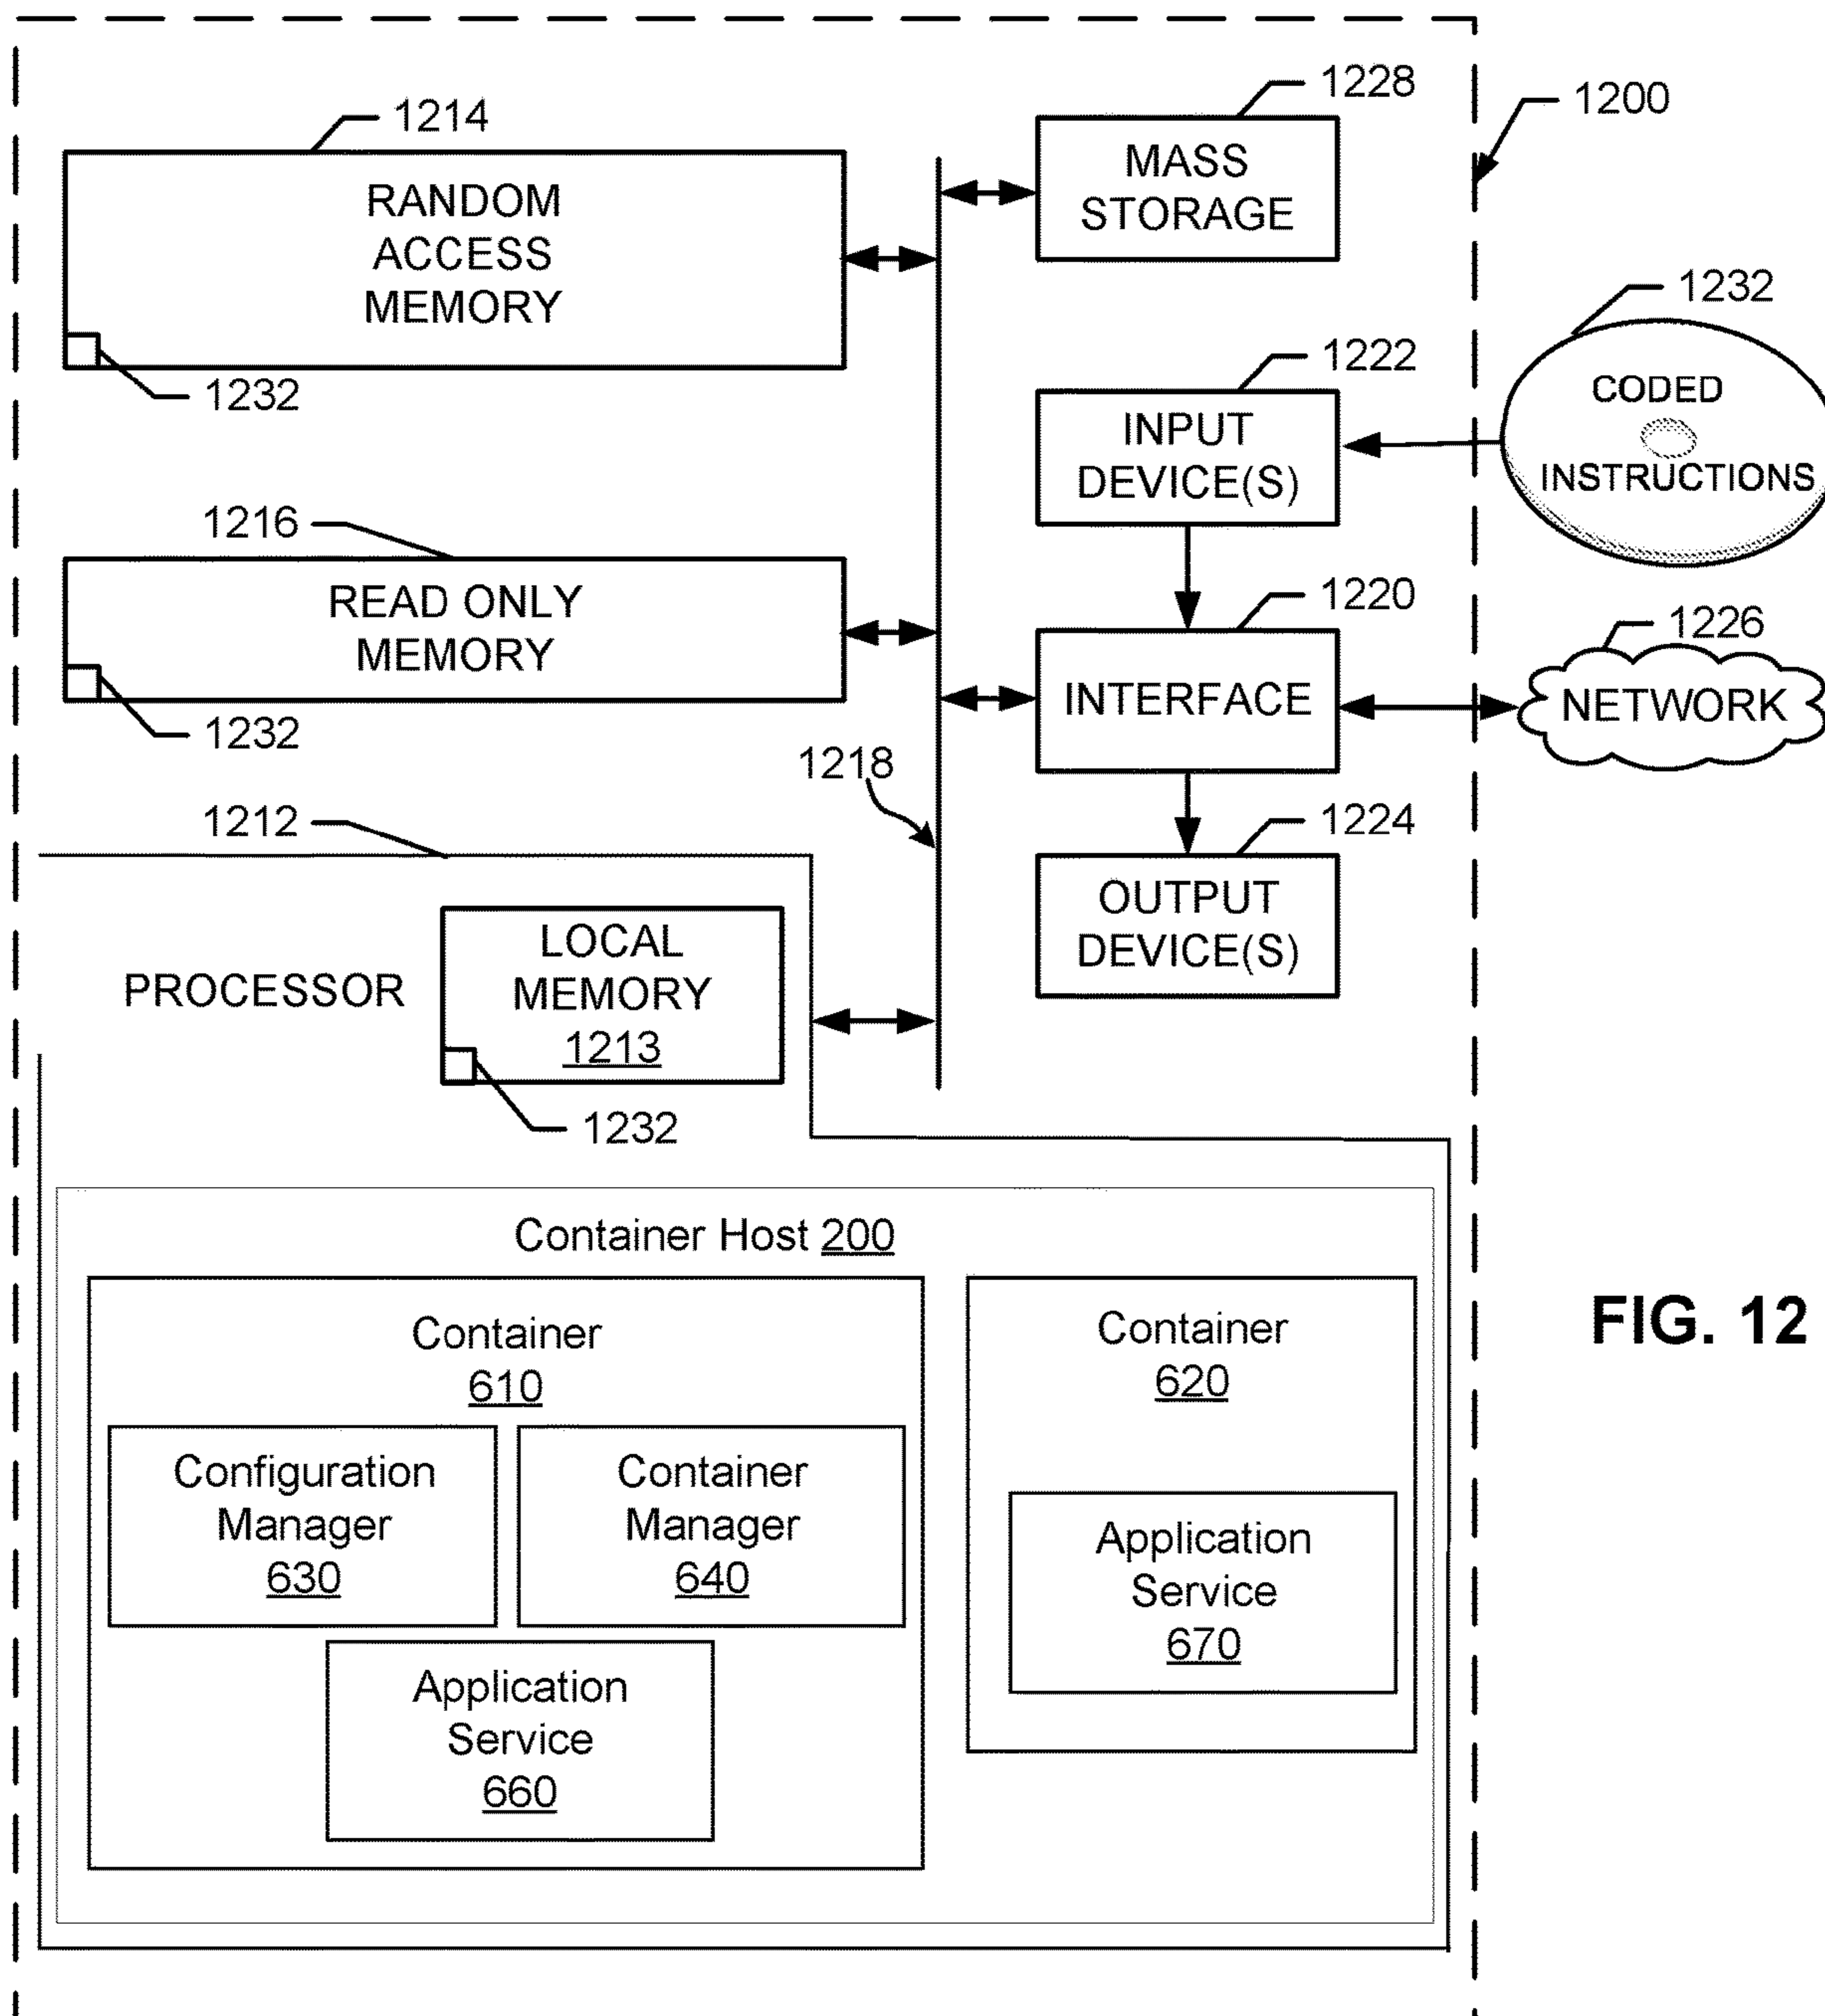 1214
RANDOM
ACCESS
MEMORY
1232
1228
MASS
STORAGE
1200
1222
INPUT
DEVICE(S)
1232
CODED
INSTRUCTIONS
1216
READ ONLY
MEMORY
1232
1220
INTERFACE
1226
NETWORK
1218
1224
OUTPUT
DEVICE(S)
1212
PROCESSOR
LOCAL
MEMORY
1213
1232
Container Host 200
Container
610
Configuration
Manager
630
Container
Manager
640
Application
Service
660
Container
620
Application
Service
670
FIG. 12